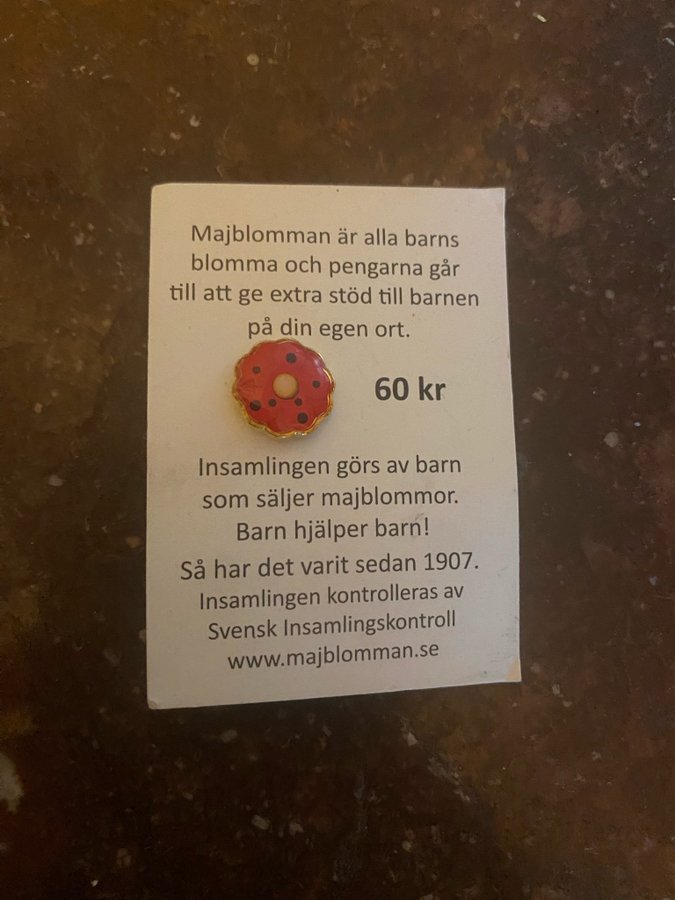 Majblomman är alla barns
blomma och pengarna går
till att ge extra stöd till barnen
på din egen ort.
60 kr
Insamlingen görs av barn
som säljer majblommor.
Barn hjälper barn!
Så har det varit sedan 1907.
Insamlingen kontrolleras av
Svensk Insamlingskontroll
www.majblomman.se